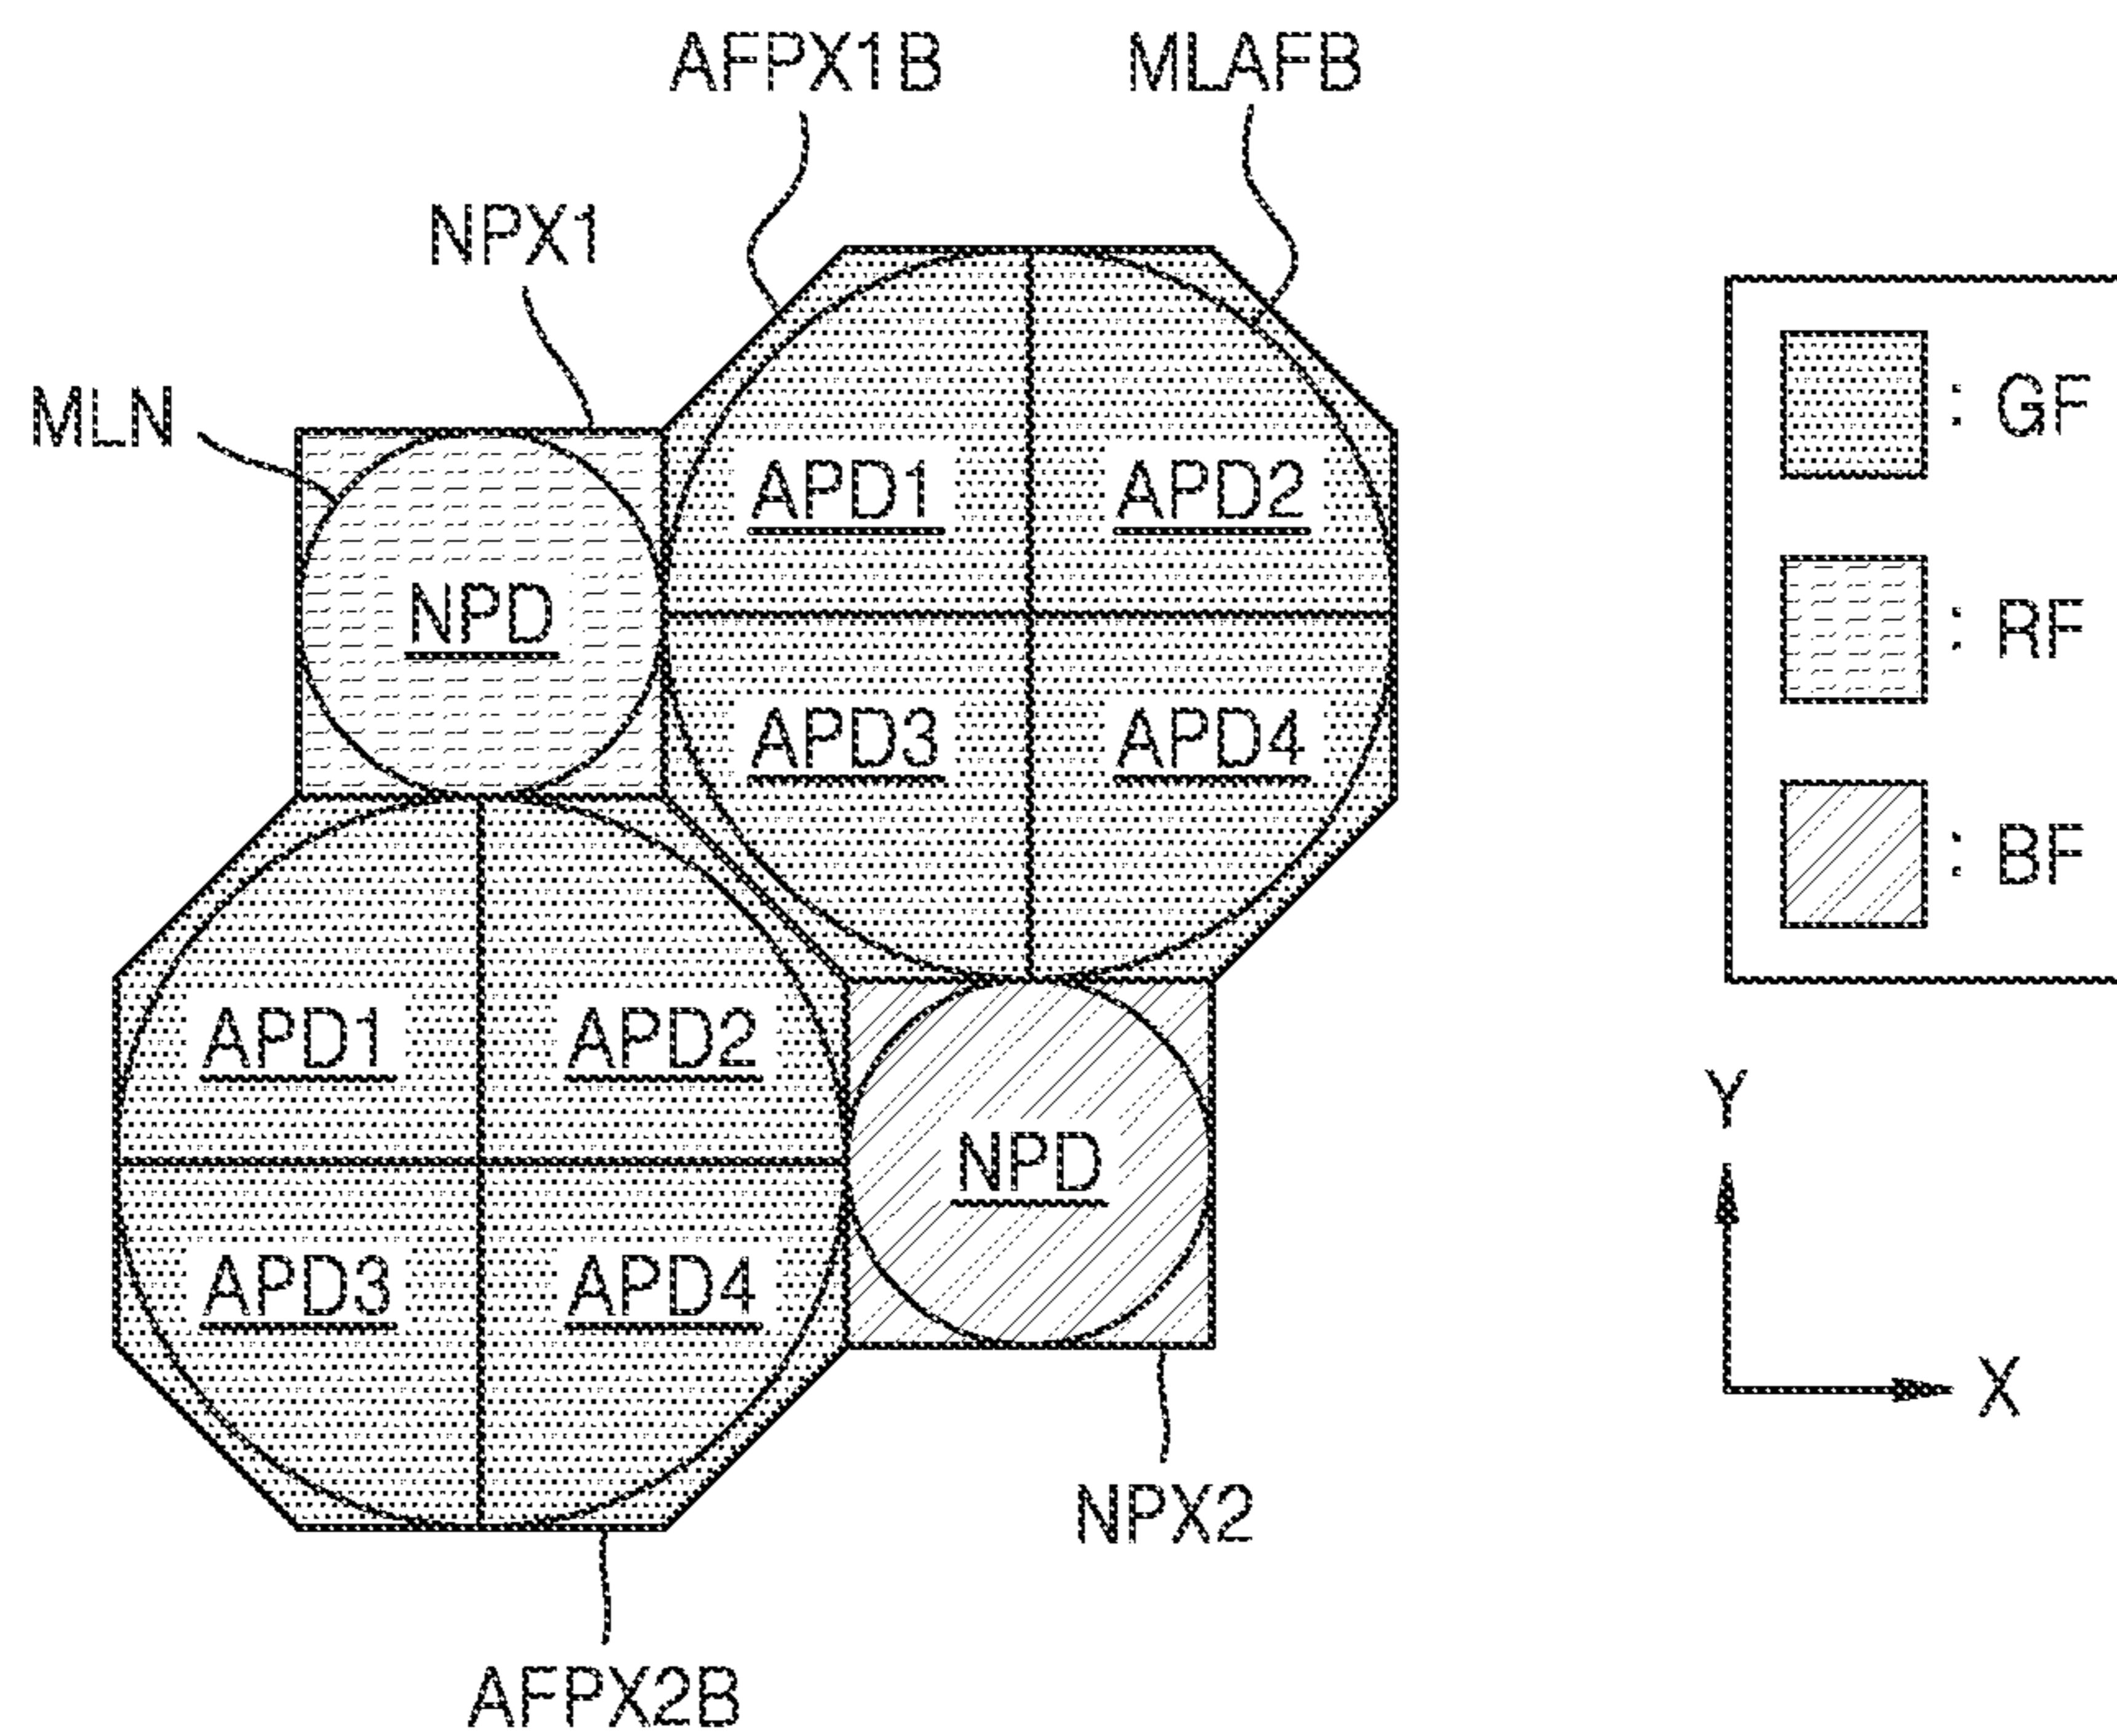 AFPX1B MLAFB
NPX1
MLN
APD1 APD2
NPD
APD3 APD4
APD1 APD2
NPD
APD3 APD4
NPX2
AFPX2B
: GF
: RF
: BF
Y
X